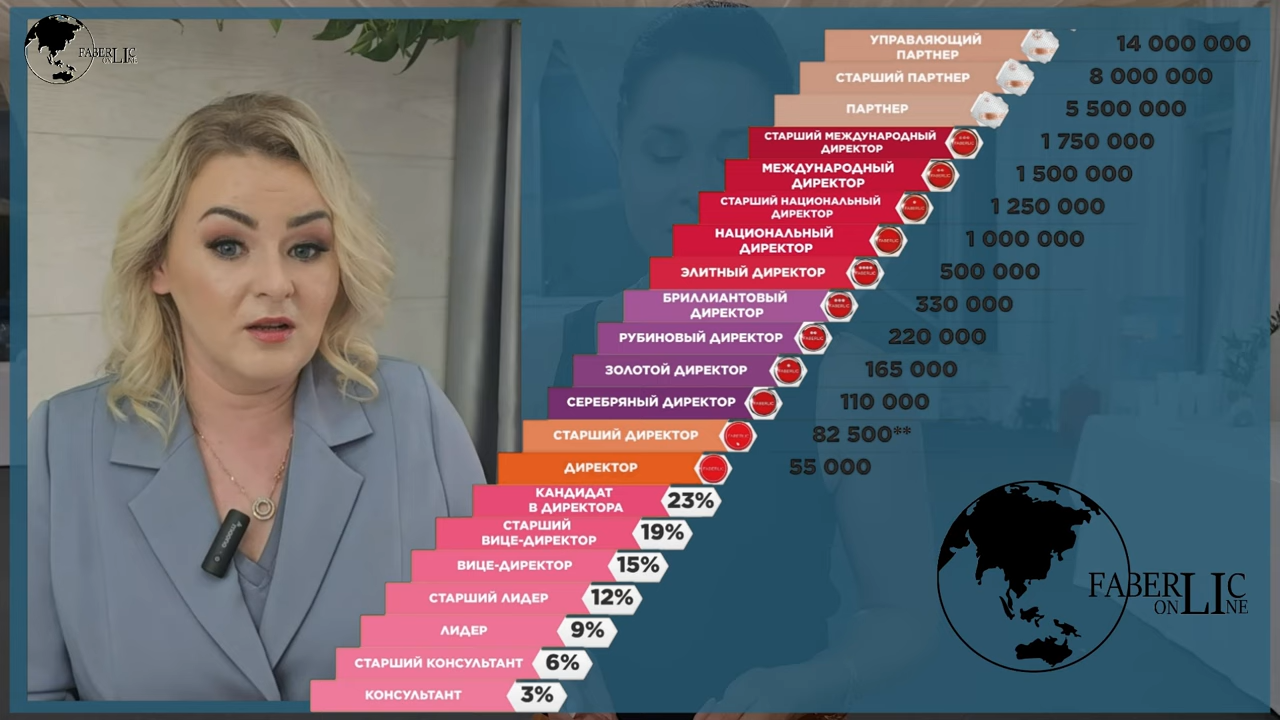 FABERLIC
ONLINE
УПРАВЛЯЮЩИЙ
ПАРТНЕР
14 000 000
СТАРШИЙ ПАРТНЕР
8 000 000
ПАРТНЕР
5 500 000
СТАРШИЙ МЕЖДУНАРОДНЫЙ
ДИРЕКТОР
1 750 000
МЕЖДУНАРОДНЫЙ
ДИРЕКТОР
1 500 000
СТАРШИЙ НАЦИОНАЛЬНЫЙ
ДИРЕКТОР
1 250 000
НАЦИОНАЛЬНЫЙ
ДИРЕКТОР
1 000 000
ЭЛИТНЫЙ ДИРЕКТОР
500 000
БРИЛЛИАНТОВЫЙ
ДИРЕКТОР
330 000
РУБИНОВЫЙ ДИРЕКТОР
220 000
ЗОЛОТОЙ ДИРЕКТОР
165 000
СЕРЕБРЯНЫЙ ДИРЕКТОР
110 000
СТАРШИЙ ДИРЕКТОР
82 500**
ДИРЕКТОР
55 000
КАНДИДАТ
В ДИРЕКТОРА
23%
СТАРШИЙ
ВИЦЕ-ДИРЕКТОР
19%
ВИЦЕ-ДИРЕКТОР
15%
СТАРШИЙ ЛИДЕР
12%
ЛИДЕР
9%
СТАРШИЙ КОНСУЛЬТАНТ
6%
КОНСУЛЬТАНТ
3%
FABERLIC
ONLINE